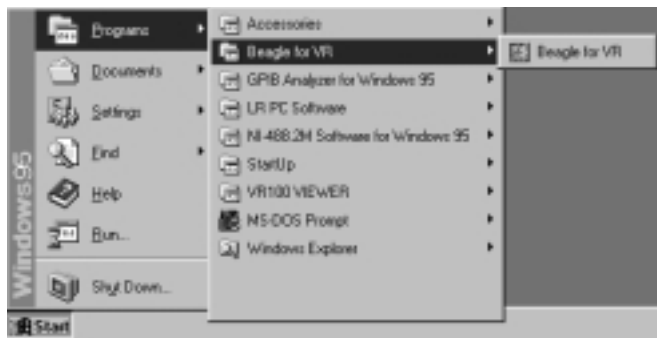 Programs
Documents
Settings
Find
Help
Run...
Shut Down...
Windows95
Start
Accessories
Beagle for VR
GPIB Analyzer for Windows 95
LR PC Software
NI-488.2M Software for Windows 95
StartUp
VR100 VIEWER
MS-DOS Prompt
Windows Explorer
Beagle for VR